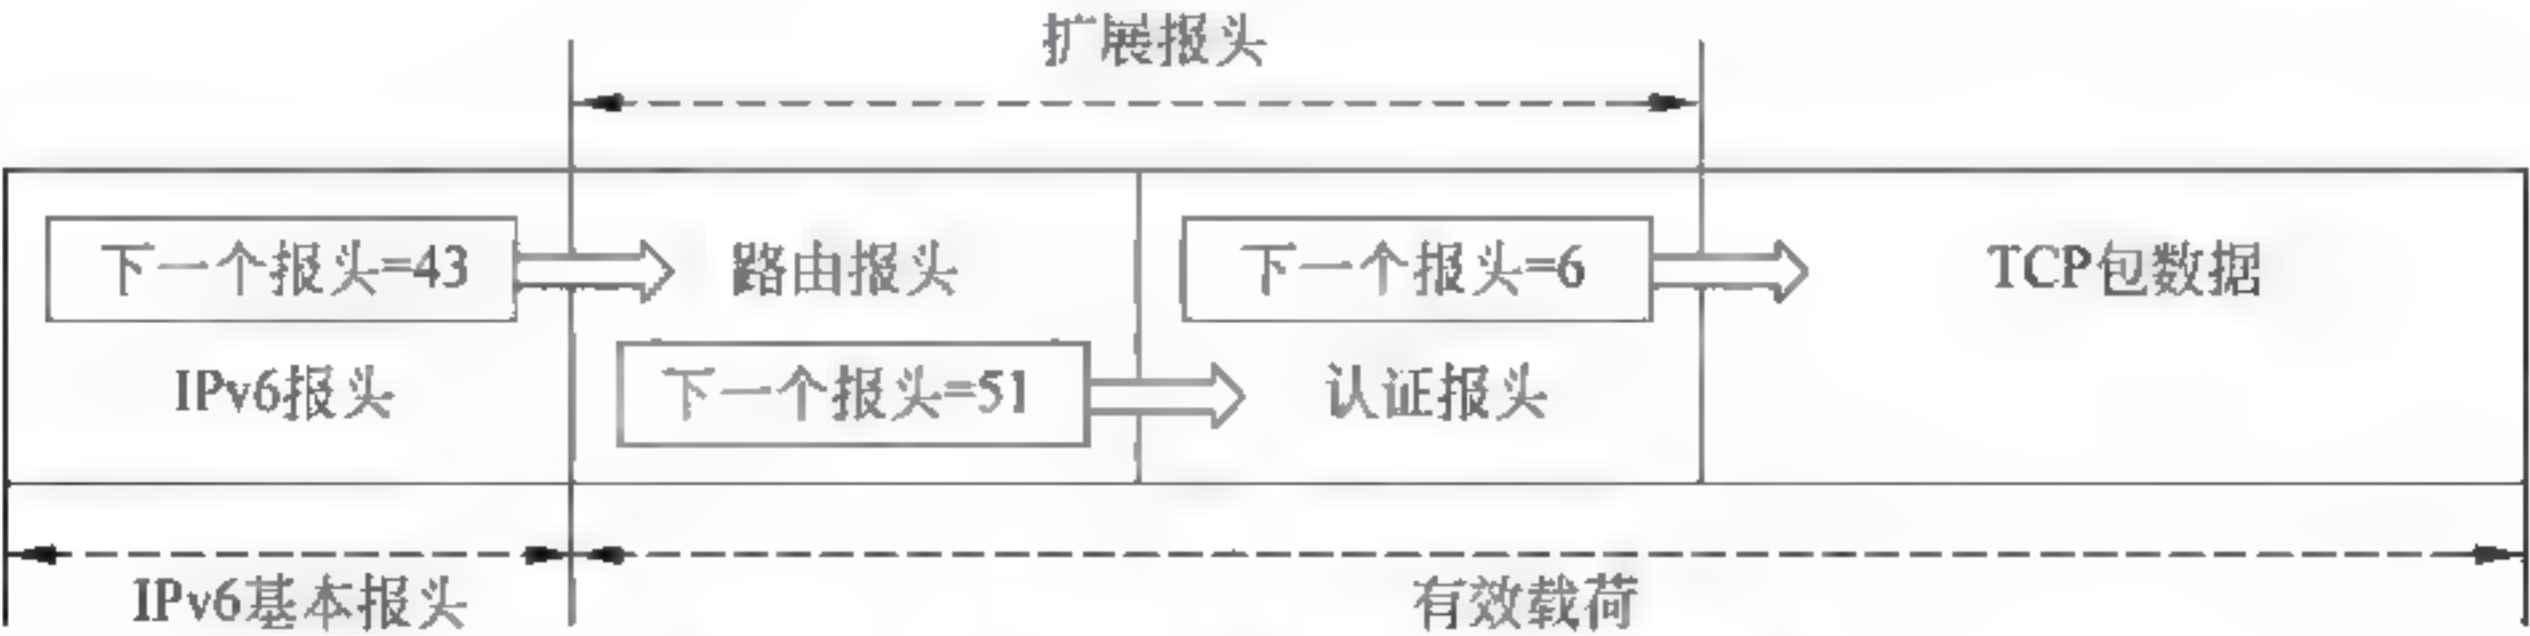 扩展报头
下一个报头=43
路由报头
下一个报头=6
TCP包数据
IPv6报头
下一个报头=51
认证报头
IPv6基本报头
有效载荷